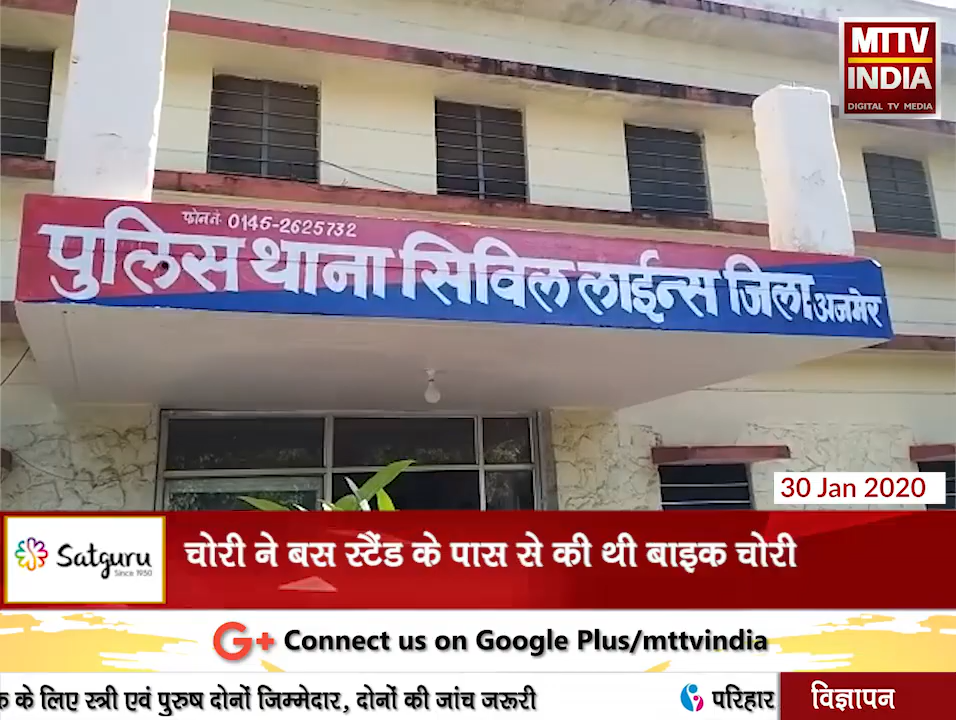 MTTV
INDIA
DIGITAL TV MEDIA
फोन नं- 0145-2625732
पुलिस थाना सिविल लाईन्स जिला-अजमेर
30 Jan 2020
Satguru
Since 1950
चोरी ने बस स्टैंड के पास से की थी बाइक चोरी
G+ Connect us on Google Plus/mttvindia
क के लिए स्त्री एवं पुरुष दोनों जिम्मेदार, दोनों की जांच जरूरी
परिहार
विज्ञापन